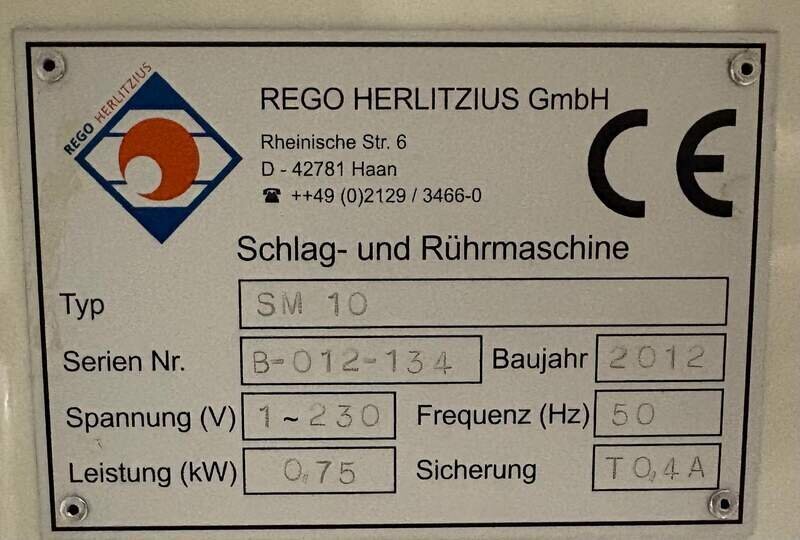 REGO HERLITZIUS
REGO HERLITZIUS GmbH
Rheinische Str. 6
D - 42781 Haan
☎ ++49 (0)2129 / 3466-0
CE
Schlag- und Rührmaschine
Typ SM 10
Serien Nr. B-012-134 Baujahr 2012
Spannung (V) 1~230 Frequenz (Hz) 50
Leistung (kW) 0.75 Sicherung T0,4A